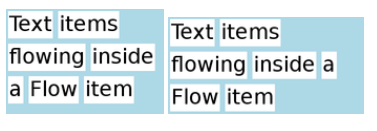 Text items
flowing inside
a Flow item
Text items
flowing inside a
Flow item